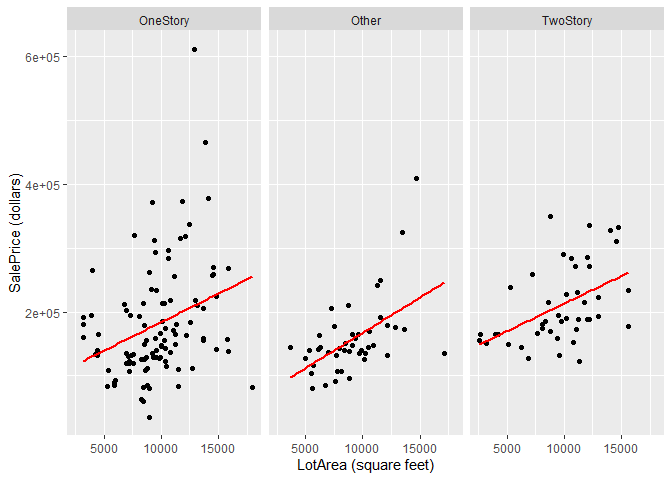 OneStory Other TwoStory
6e+05
4e+05
2e+05
SalePrice (dollars)
5000 10000 15000 5000 10000 15000 5000 10000 15000
LotArea (square feet)